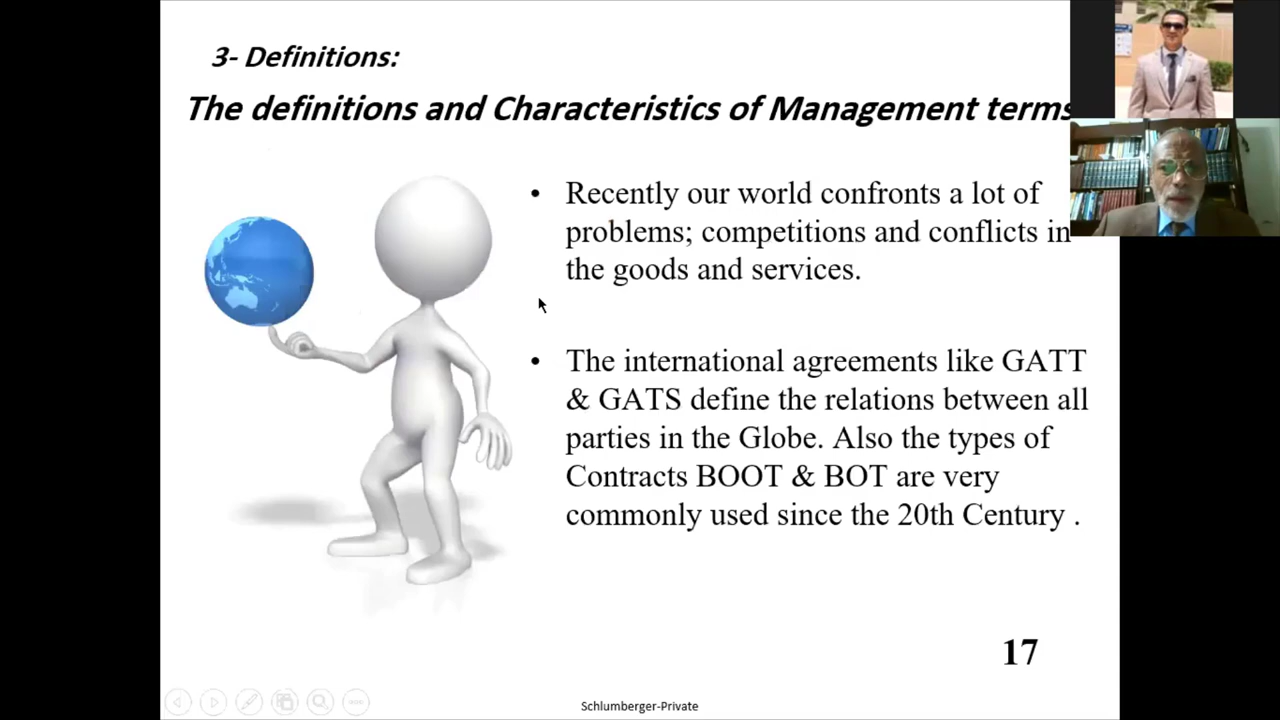 3- Definitions:
The definitions and Characteristics of Management terms
• Recently our world confronts a lot of
problems; competitions and conflicts in
the goods and services.
• The international agreements like GATT
& GATS define the relations between all
parties in the Globe. Also the types of
Contracts BOOT & BOT are very
commonly used since the 20th Century .
17
Schlumberger-Private